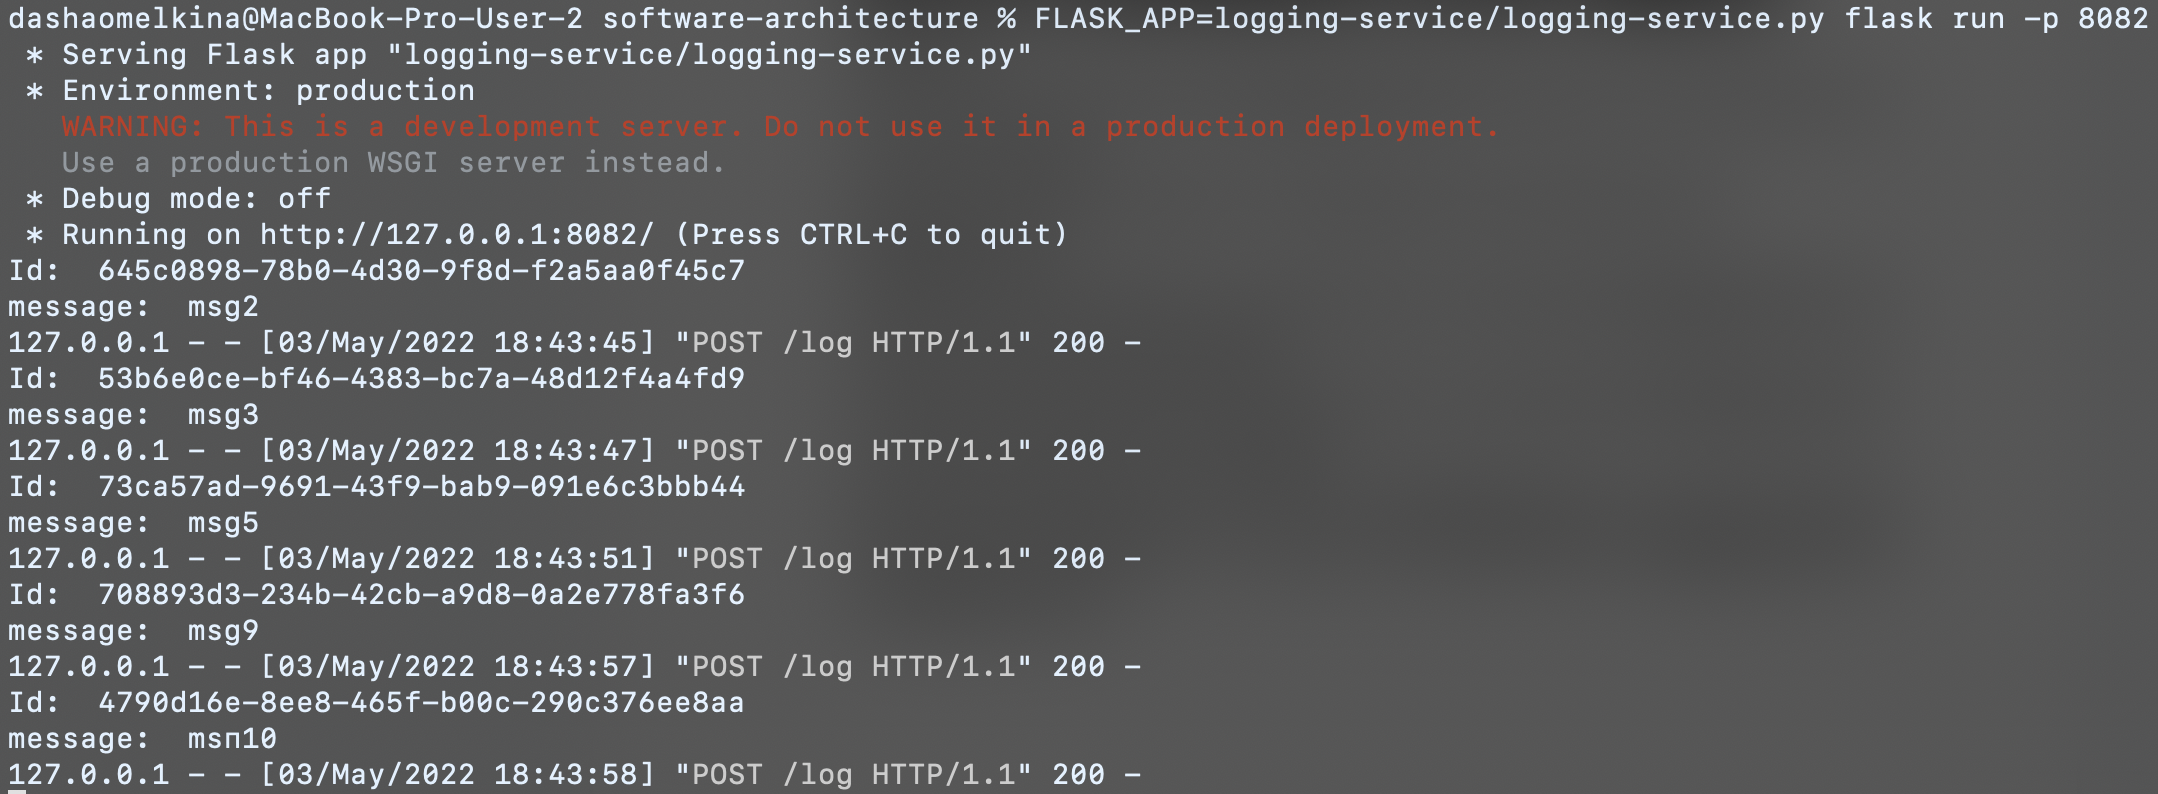 dashaomelkina@MacBook-Pro-User-2 software-architecture % FLASK_APP=logging-service/logging-service.py flask run -p 8082
 * Serving Flask app "logging-service/logging-service.py"
 * Environment: production
   WARNING: This is a development server. Do not use it in a production deployment.
   Use a production WSGI server instead.
 * Debug mode: off
 * Running on http://127.0.0.1:8082/ (Press CTRL+C to quit)
Id:  645c0898-78b0-4d30-9f8d-f2a5aa0f45c7
message:  msg2
127.0.0.1 - - [03/May/2022 18:43:45] "POST /log HTTP/1.1" 200 -
Id:  53b6e0ce-bf46-4383-bc7a-48d12f4a4fd9
message:  msg3
127.0.0.1 - - [03/May/2022 18:43:47] "POST /log HTTP/1.1" 200 -
Id:  73ca57ad-9691-43f9-bab9-091e6c3bbb44
message:  msg5
127.0.0.1 - - [03/May/2022 18:43:51] "POST /log HTTP/1.1" 200 -
Id:  708893d3-234b-42cb-a9d8-0a2e778fa3f6
message:  msg9
127.0.0.1 - - [03/May/2022 18:43:57] "POST /log HTTP/1.1" 200 -
Id:  4790d16e-8ee8-465f-b00c-290c376ee8aa
message:  msп10
127.0.0.1 - - [03/May/2022 18:43:58] "POST /log HTTP/1.1" 200 -